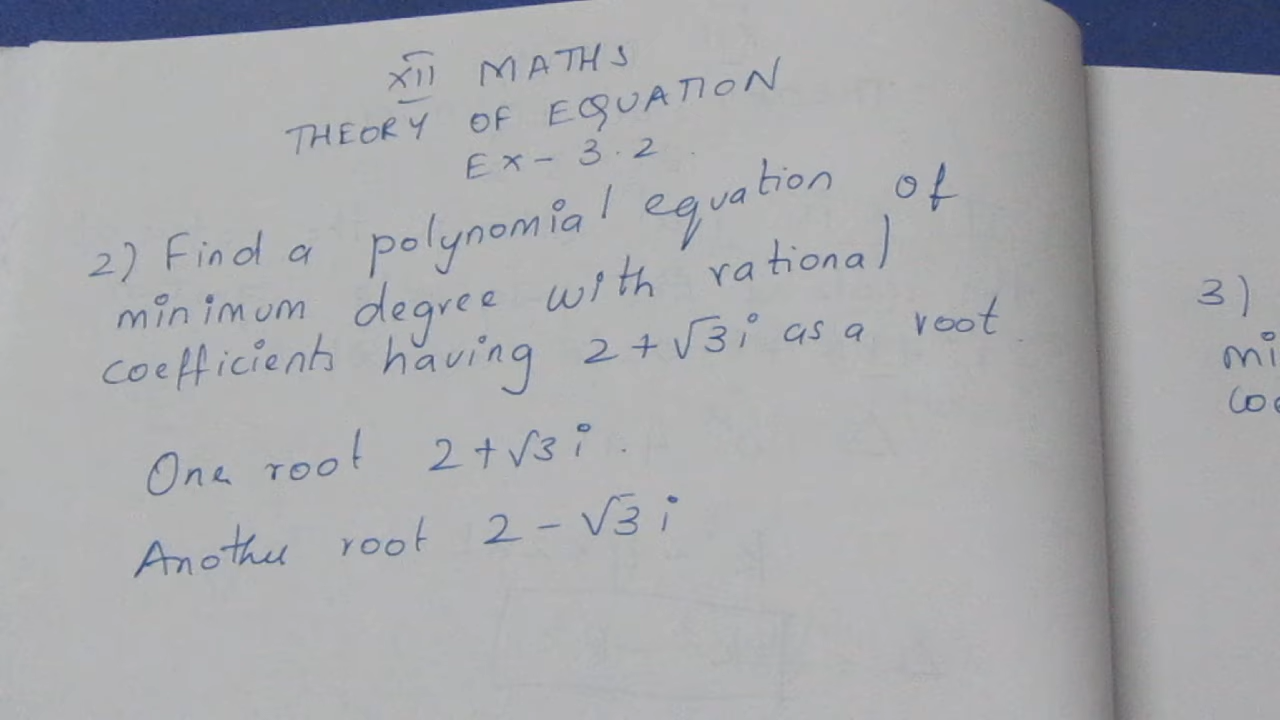 XII MATHS
THEORY OF EQUATION
Ex - 3.2
2) Find a polynomial equation of
minimum degree with rational
coefficients having 2 + √3 i as a root
One root 2 + √3 i.
Another root 2 - √3 i
3)
mi
coe